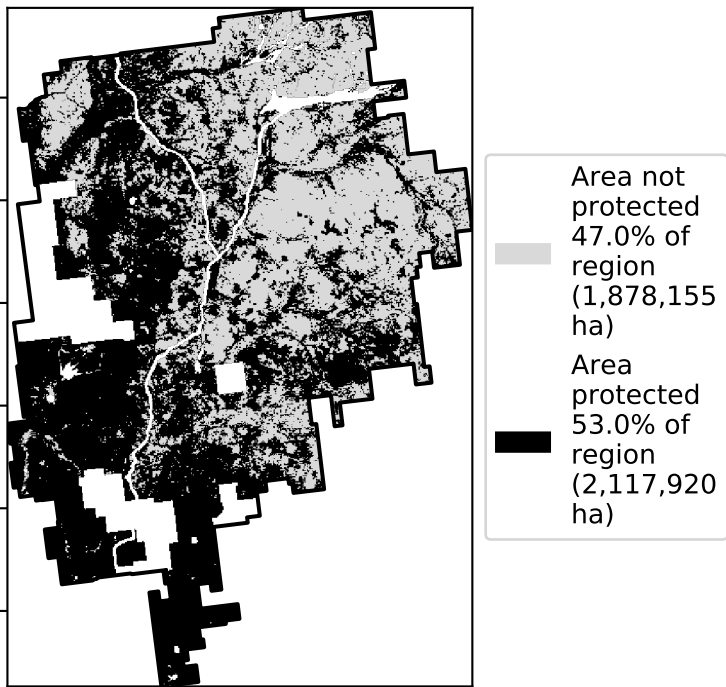 Area not
protected
47.0% of
region
(1,878,155
ha)
Area
protected
53.0% of
region
(2,117,920
ha)